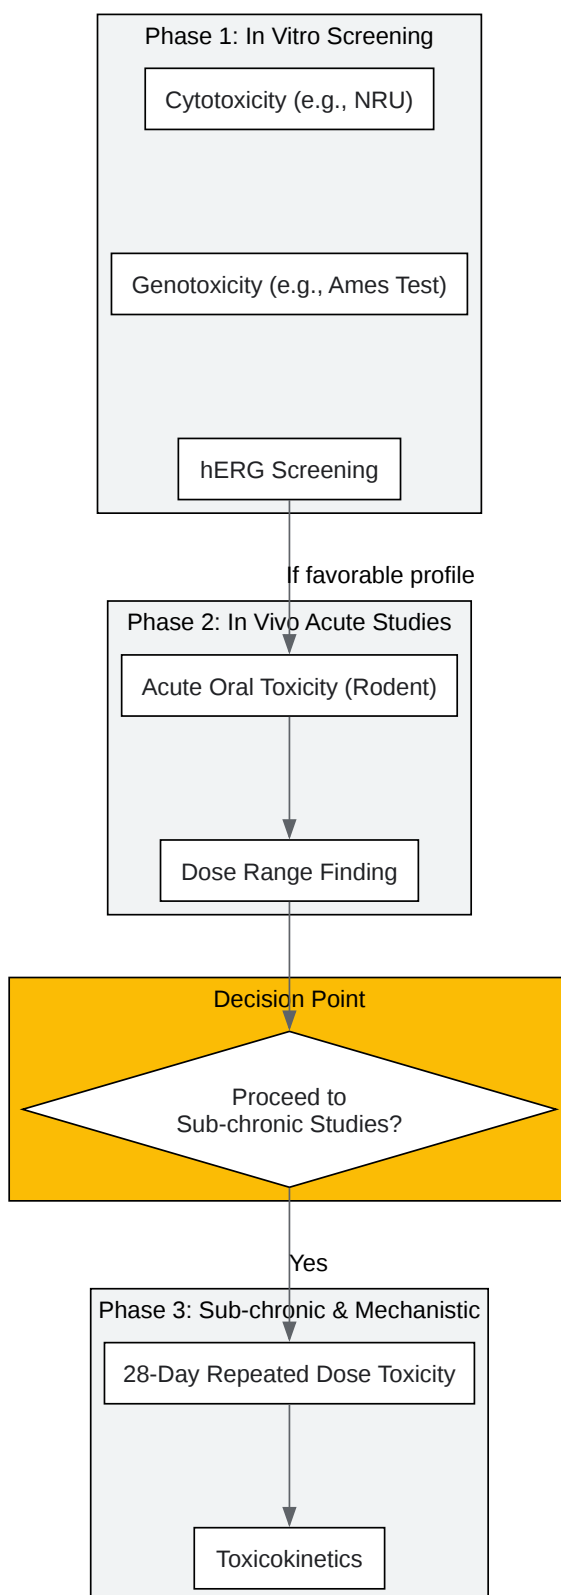 Phase 1: In Vitro Screening
Cytotoxicity (e.g., NRU)
Genotoxicity (e.g., Ames Test)
hERG Screening
If favorable profile
Phase 2: In Vivo Acute Studies
Acute Oral Toxicity (Rodent)
Dose Range Finding
Decision Point
Proceed to
Sub-chronic Studies?
Yes
Phase 3: Sub-chronic & Mechanistic
28-Day Repeated Dose Toxicity
Toxicokinetics